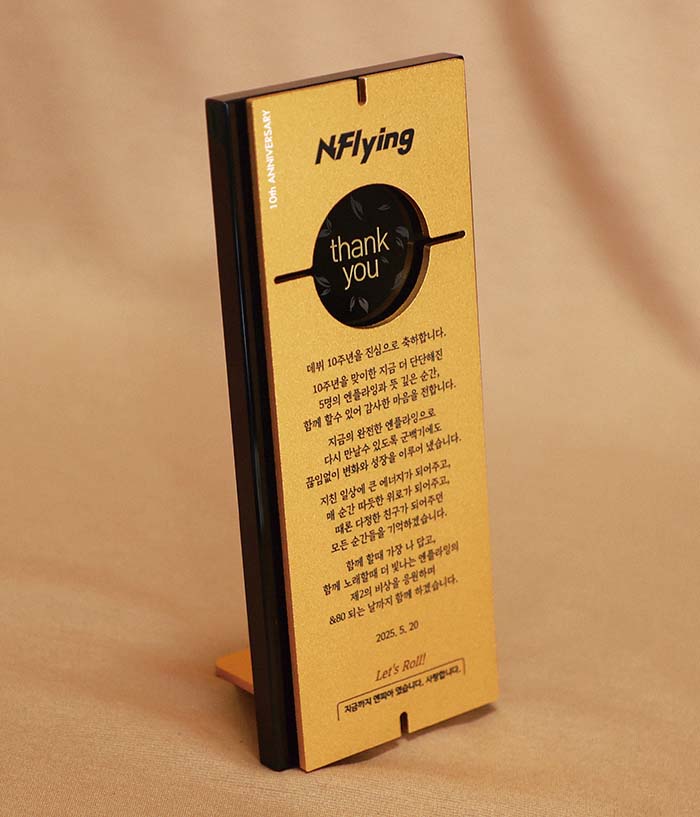 10th ANNIVERSARY
N.Flying
thank
you
데뷔 10주년을 진심으로 축하합니다.
10주년을 맞이한 지금 더 단단해진
5명의 엔플라잉과 뜻 깊은 순간,
함께 할수 있어 감사한 마음을 전합니다.
지금의 완전한 엔플라잉으로
다시 만날수 있도록 군백기에도
끊임없이 변화와 성장을 이루어 냈습니다.
지친 일상에 큰 에너지가 되어주고,
매 순간 따듯한 위로가 되어주고,
때론 다정한 친구가 되어주던
모든 순간들을 기억하겠습니다.
함께 할때 가장 나 답고,
함께 노래할때 더 빛나는 엔플라잉의
제2의 비상을 응원하며
&80 되는 날까지 함께 하겠습니다.
2025. 5. 20
Let's Roll!
지금까지 엔피아 였습니다. 사랑합니다.